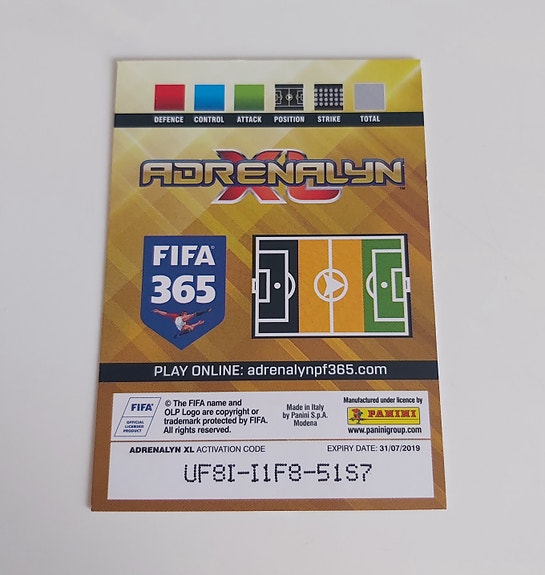 DEFENCE CONTROL ATTACK POSITION STRIKE TOTAL
ADRENALYN
XL™
FIFA®
365
PLAY ONLINE: adrenalynpf365.com
FIFA®
OFFICIAL
LICENSED
PRODUCT
© The FIFA name and
OLP Logo are copyright or
trademark protected by FIFA.
All rights reserved.
Made in Italy
by Panini S.p.A.
Modena
Manufactured under licence by
PANINI
www.paninigroup.com
ADRENALYN XL ACTIVATION CODE EXPIRY DATE: 31/07/2019
UF8I-I1F8-51S7